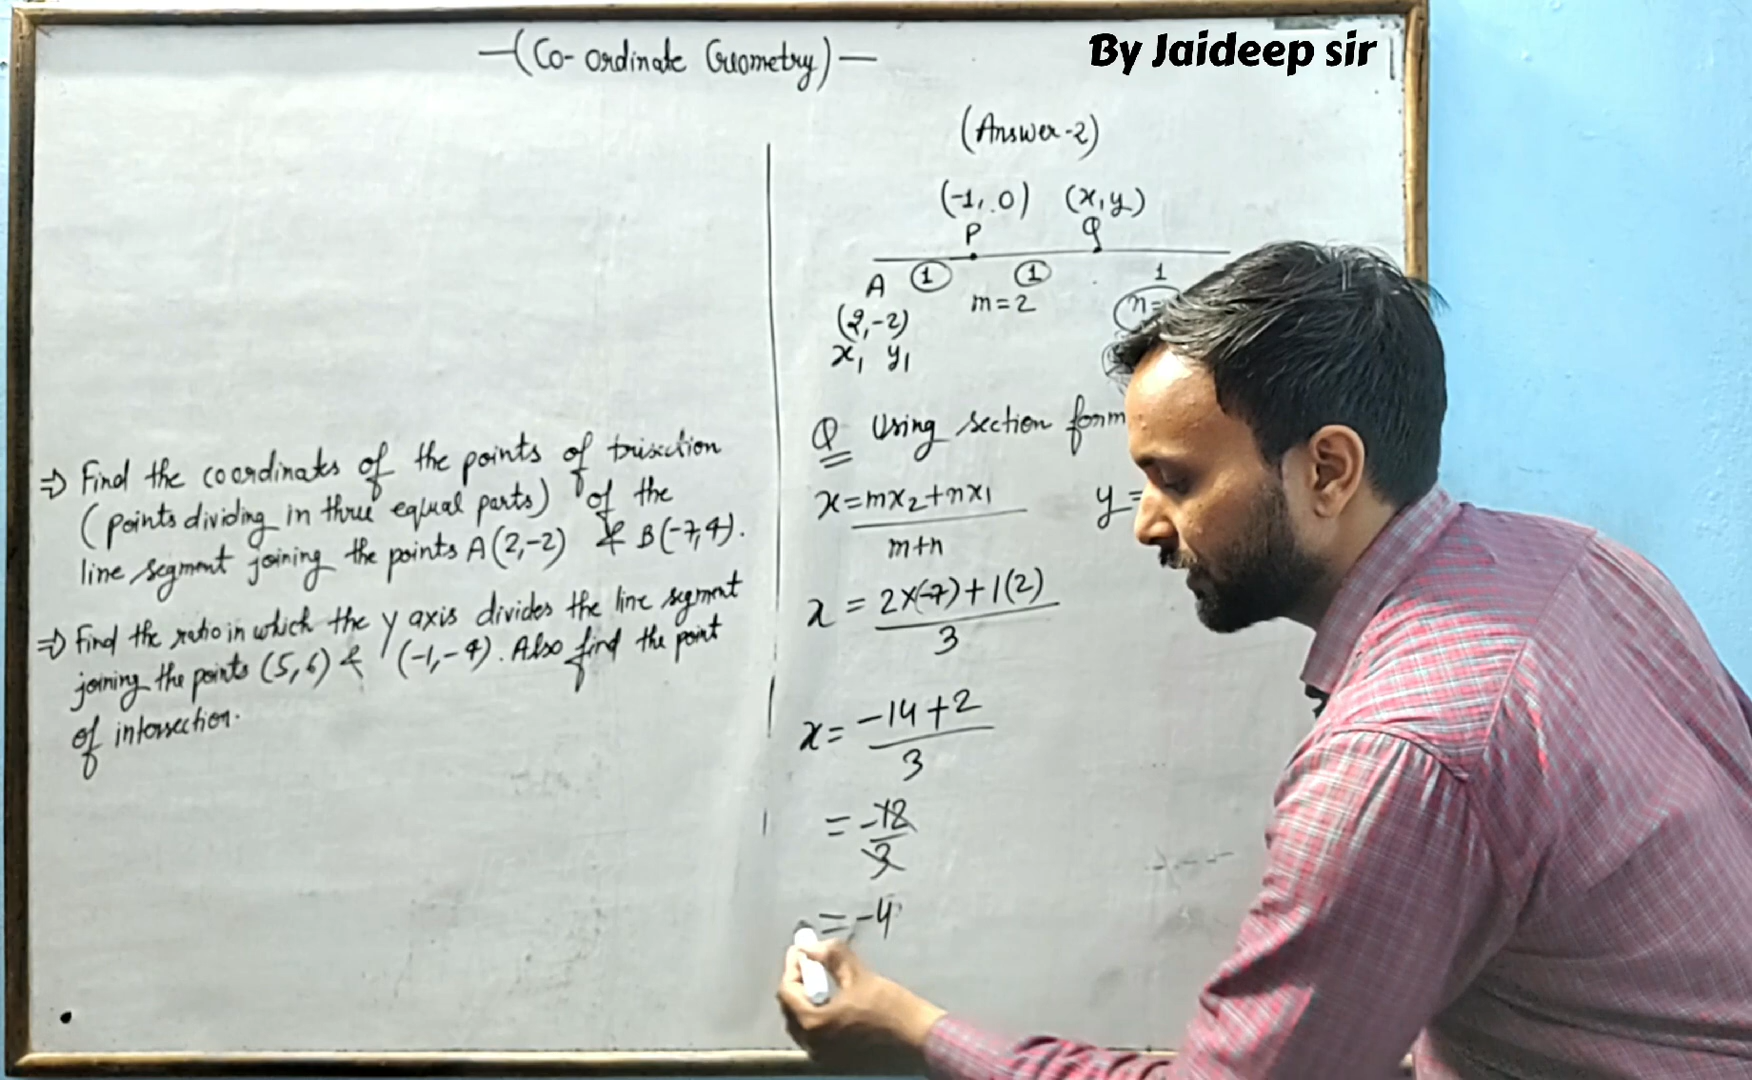 —(Co-ordinate Geometry)—
By Jaideep sir
⇒ Find the coordinates of the points of trisection
(points dividing in three equal parts) of the
line segment joining the points A(2,-2) & B(-7,4).
⇒ Find the ratio in which the Y axis divides the line segment
joining the points (5,6) & (-1,-4). Also find the point
of intersection.
(Answer-2)
(-1, 0) (x,y)
P Q
A 1 1 1
m=2
(2,-2)
x₁ y₁
Q Using section form
x=mx₂+nx₁ y=
m+n
x = 2x(-7)+1(2)
3
x = -14+2
3
= -12
3
= -4